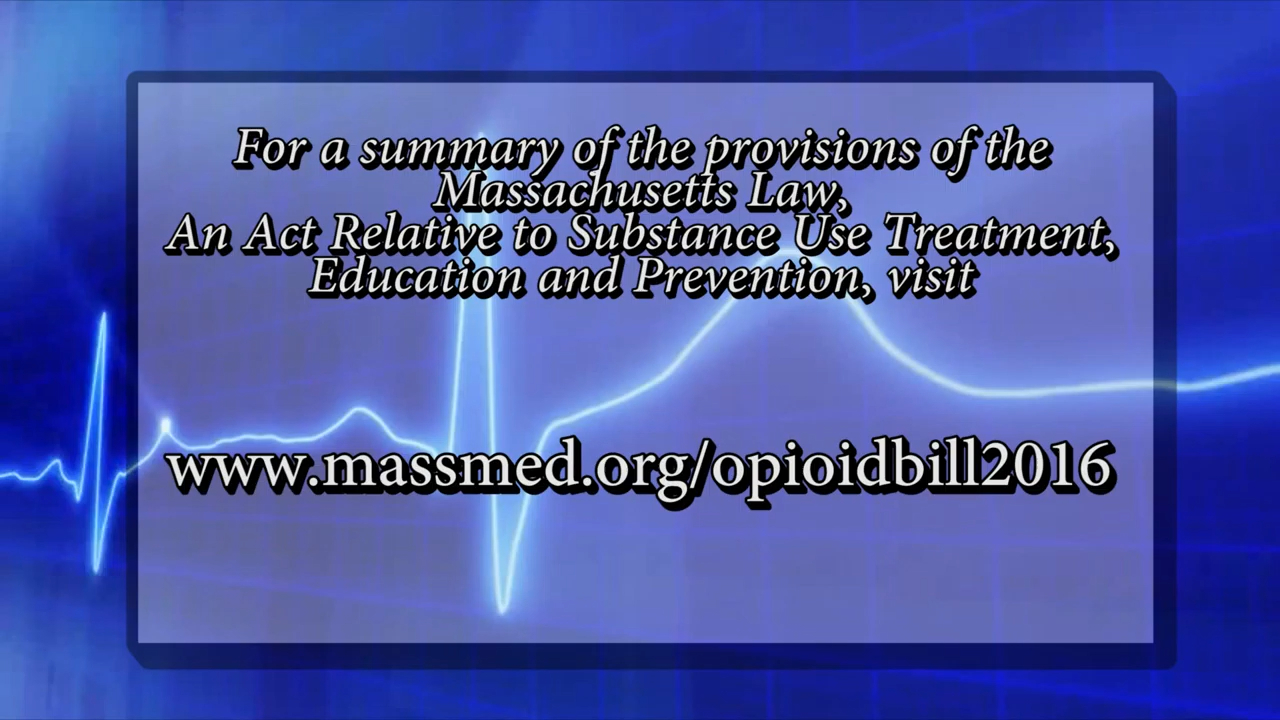 For a summary of the provisions of the
Massachusetts Law,
An Act Relative to Substance Use Treatment,
Education and Prevention, visit
www.massmed.org/opioidbill2016